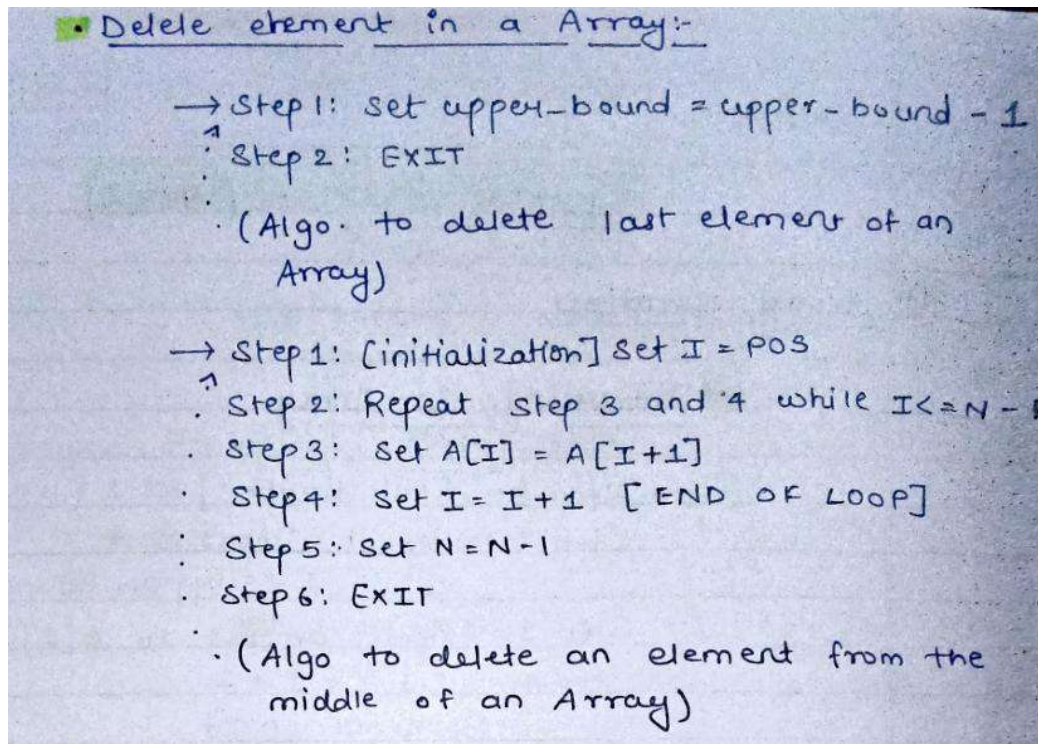 • Delele element in a Array:-
→ Step 1: set upper-bound = upper-bound - 1
Step 2: EXIT
(Algo. to delete last element of an
Array)
→ Step 1: [initialization] Set I = POS
Step 2: Repeat step 3 and 4 while I<=N-
Step 3: Set A[I] = A[I+1]
Step 4: Set I = I + 1 [END OF LOOP]
Step 5: Set N = N-1
Step 6: EXIT
(Algo to delete an element from the
middle of an Array)